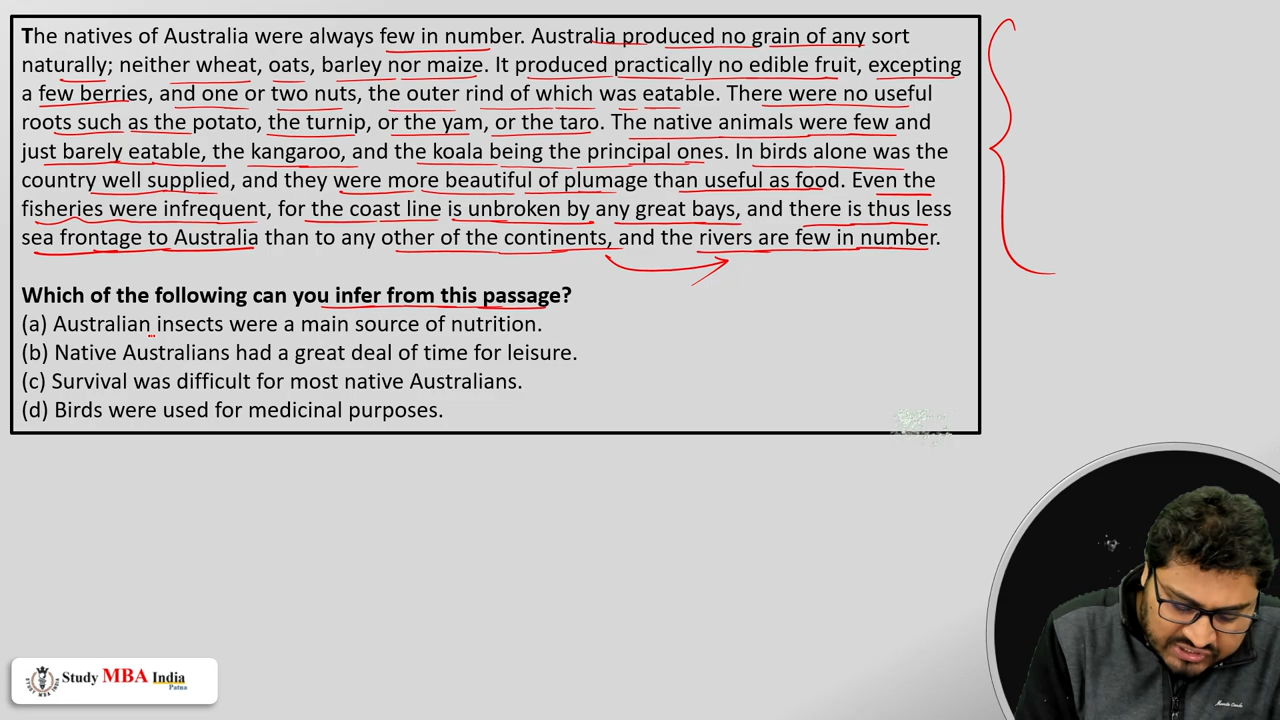 The natives of Australia were always few in number. Australia produced no grain of any sort
naturally; neither wheat, oats, barley nor maize. It produced practically no edible fruit, excepting
a few berries, and one or two nuts, the outer rind of which was eatable. There were no useful
roots such as the potato, the turnip, or the yam, or the taro. The native animals were few and
just barely eatable, the kangaroo, and the koala being the principal ones. In birds alone was the
country well supplied, and they were more beautiful of plumage than useful as food. Even the
fisheries were infrequent, for the coast line is unbroken by any great bays, and there is thus less
sea frontage to Australia than to any other of the continents, and the rivers are few in number.
Which of the following can you infer from this passage?
(a) Australian insects were a main source of nutrition.
(b) Native Australians had a great deal of time for leisure.
(c) Survival was difficult for most native Australians.
(d) Birds were used for medicinal purposes.
Study MBA India
Patna